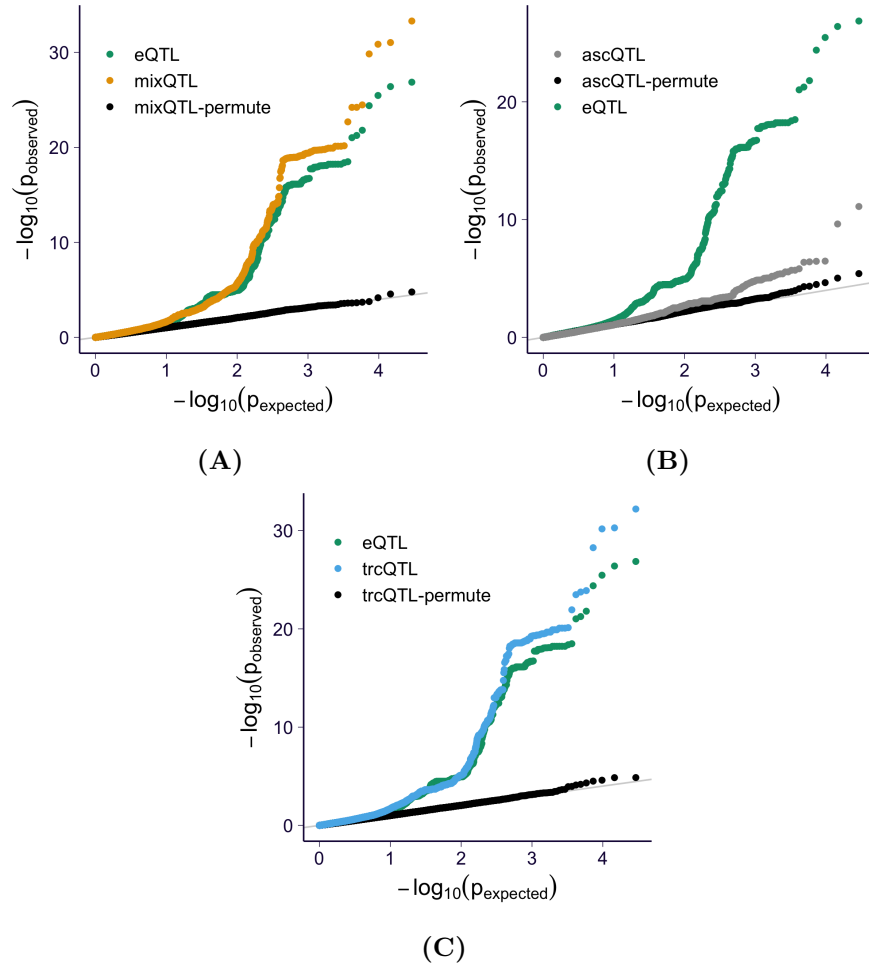 eQTL
mixQTL
mixQTL-permute
−log10(pobserved)
30
20
10
0
0 1 2 3 4
−log10(pexpected)
(A)
ascQTL
ascQTL-permute
eQTL
−log10(pobserved)
20
10
0
0 1 2 3 4
−log10(pexpected)
(B)
eQTL
trcQTL
trcQTL-permute
−log10(pobserved)
30
20
10
0
0 1 2 3 4
−log10(pexpected)
(C)